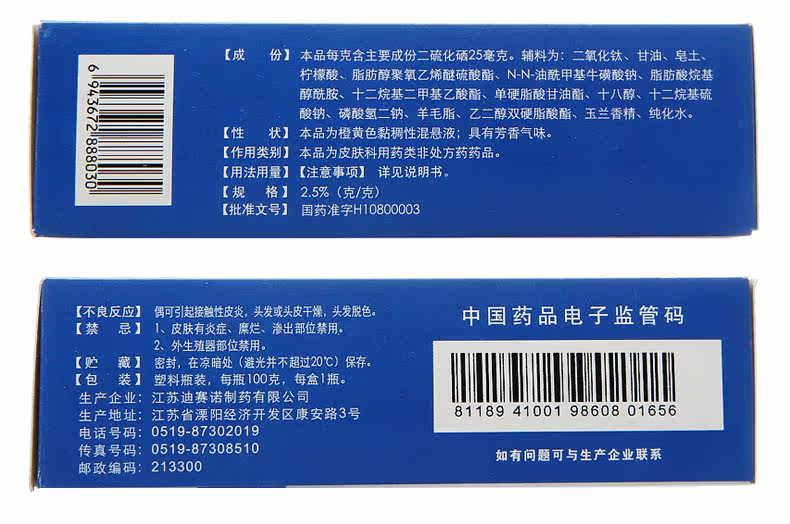 6 943672 888030
【成　份】 本品每克含主要成份二硫化硒25毫克。辅料为：二氧化钛、甘油、皂土、
柠檬酸、脂肪醇聚氧乙烯醚硫酸酯、N-N-油酰甲基牛磺酸钠、脂肪酸烷基
醇酰胺、十二烷基二甲基乙酸酯、单硬脂酸甘油酯、十八醇、十二烷基硫
酸钠、磷酸氢二钠、羊毛脂、乙二醇双硬脂酸酯、玉兰香精、纯化水。
【性　状】 本品为橙黄色黏稠性混悬液；具有芳香气味。
【作用类别】 本品为皮肤科用药类非处方药药品。
【用法用量】【注意事项】 详见说明书。
【规　格】 2.5%（克/克）
【批准文号】 国药准字H10800003
【不良反应】 偶可引起接触性皮炎，头发或头皮干燥，头发脱色。
【禁　忌】 1、皮肤有炎症、糜烂、渗出部位禁用。
2、外生殖器部位禁用。
【贮　藏】 密封，在凉暗处（避光并不超过20℃）保存。
【包　装】 塑料瓶装，每瓶100克，每盒1瓶。
生产企业：江苏迪赛诺制药有限公司
生产地址：江苏省溧阳经济开发区康安路3号
电话号码：0519-87302019
传真号码：0519-87308510
邮政编码：213300
中国药品电子监管码
81189 41001 98608 01656
如有问题可与生产企业联系